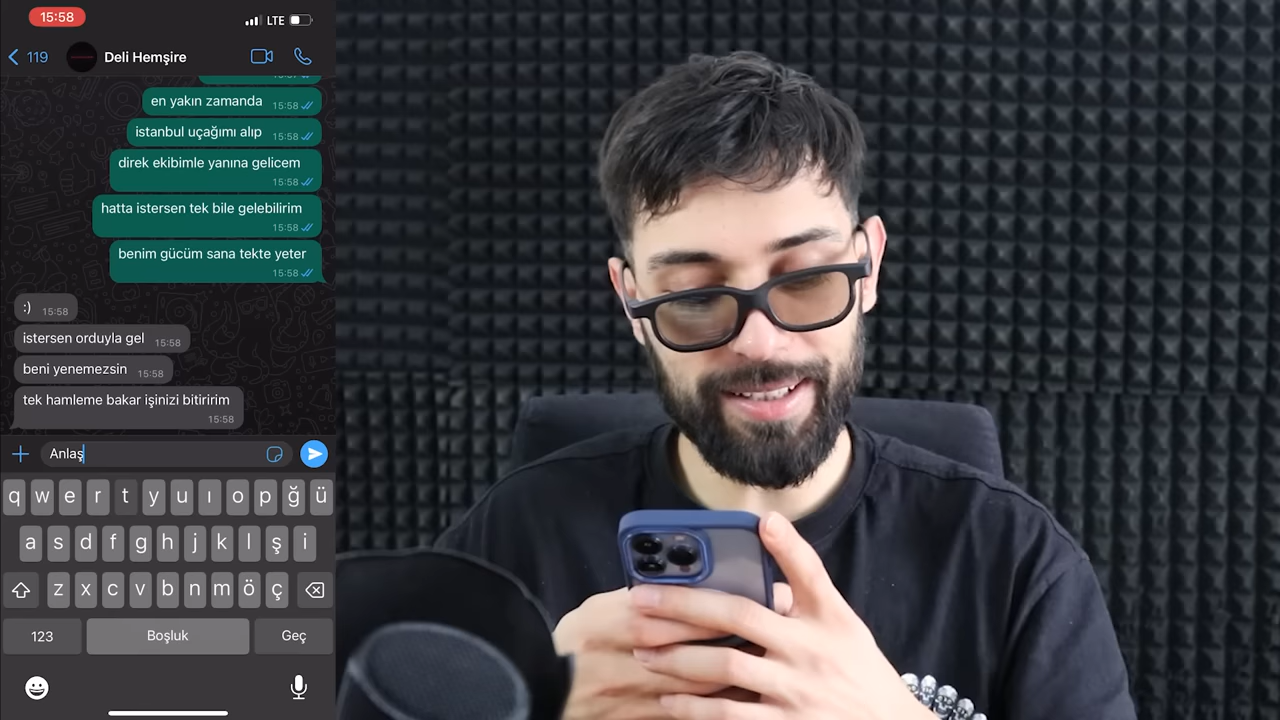 15:58
LTE
119
Deli Hemşire
en yakın zamanda
15:58
istanbul uçağımı alıp
15:58
direk ekibimle yanına gelicem
15:58
hatta istersen tek bile gelebilirim
15:58
benim gücüm sana tekte yeter
15:58
:)
15:58
istersen orduyla gel
15:58
beni yenemezsin
15:58
tek hamleme bakar işinizi bitiririm
15:58
Anlaş
q w e r t y u ı o p ğ ü
a s d f g h j k l ş i
z x c v b n m ö ç
123
Boşluk
Geç